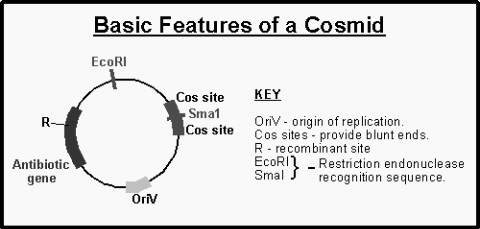 Basic Features of a Cosmid
EcoRI
Cos site
Sma1
Cos site
R
Antibiotic
gene
OriV
KEY
OriV - origin of replication.
Cos sites - provide blunt ends.
R - recombinant site
EcoRI
SmaI } – Restriction endonuclease
recognition sequence.